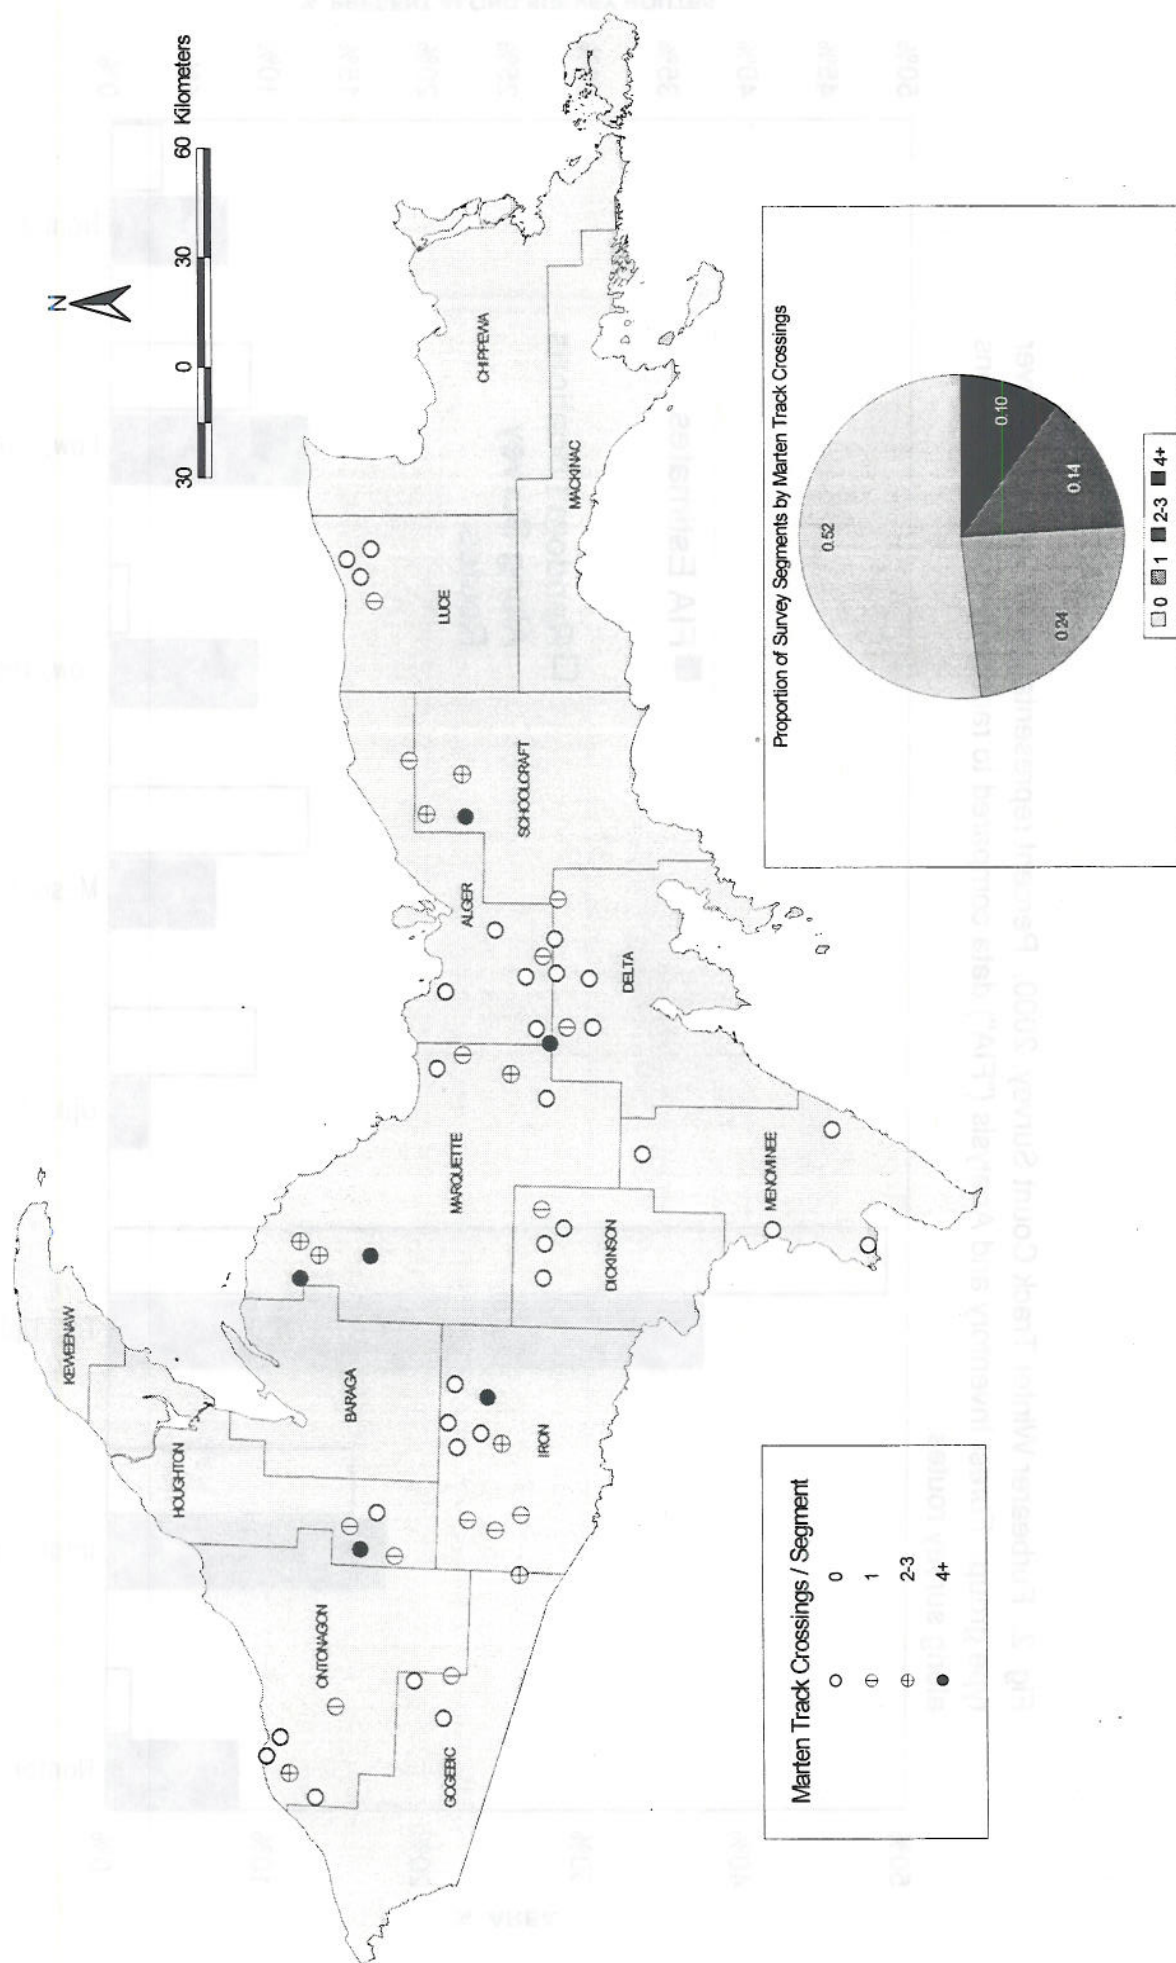 N
30 0 30 60 Kilometers
KEWEENAW
HOUGHTON
ONTONAGON
BARAGA
GOGEBIC
IRON
MARQUETTE
DICKINSON
MENOMINEE
ALGER
DELTA
SCHOOLCRAFT
LUCE
CHIPPEWA
MACKINAC
Marten Track Crossings / Segment
0
1
2-3
4+
Proportion of Survey Segments by Marten Track Crossings
0.52
0.24
0.14
0.10
0 1 2-3 4+